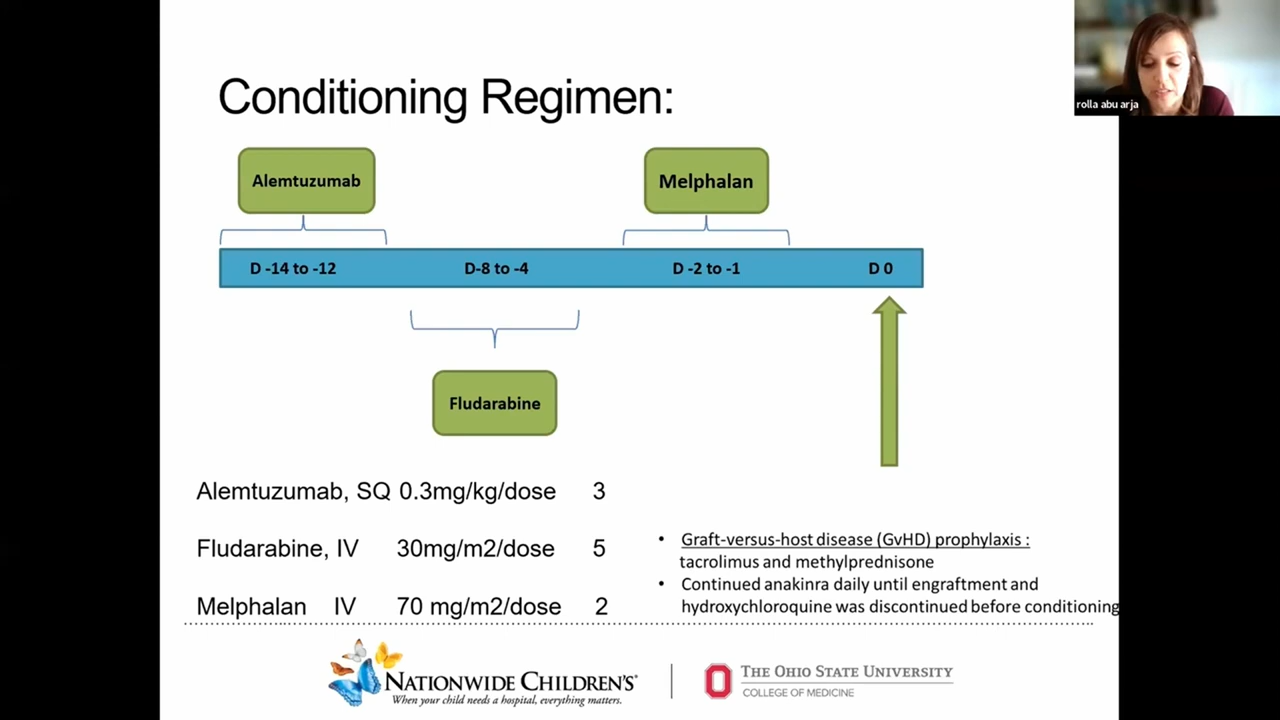 rolla abu arja
Conditioning Regimen:
Alemtuzumab
Melphalan
D -14 to -12
D-8 to -4
D -2 to -1
D 0
Fludarabine
Alemtuzumab, SQ 0.3mg/kg/dose 3
Fludarabine, IV 30mg/m2/dose 5
Melphalan IV 70 mg/m2/dose 2
• Graft-versus-host disease (GvHD) prophylaxis :
tacrolimus and methylprednisone
• Continued anakinra daily until engraftment and
hydroxychloroquine was discontinued before conditioning
NATIONWIDE CHILDREN'S®
When your child needs a hospital, everything matters.
THE OHIO STATE UNIVERSITY
COLLEGE OF MEDICINE